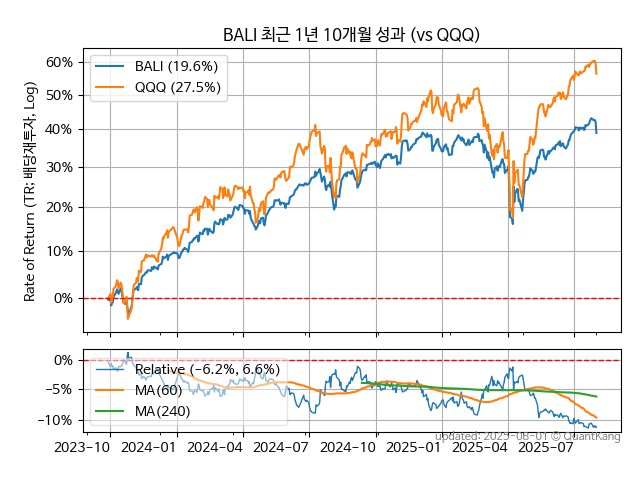 BALI 최근 1년 10개월 성과 (vs QQQ)
BALI (19.6%)
QQQ (27.5%)
Rate of Return (TR: 배당재투자, Log)
60%
50%
40%
30%
20%
10%
0%
Relative (−6.2%, 6.6%)
MA(60)
MA(240)
0%
−5%
−10%
2023-10
2024-01
2024-04
2024-07
2024-10
2025-01
2025-04
2025-07
updated: 2025-08-01 © QuantKang